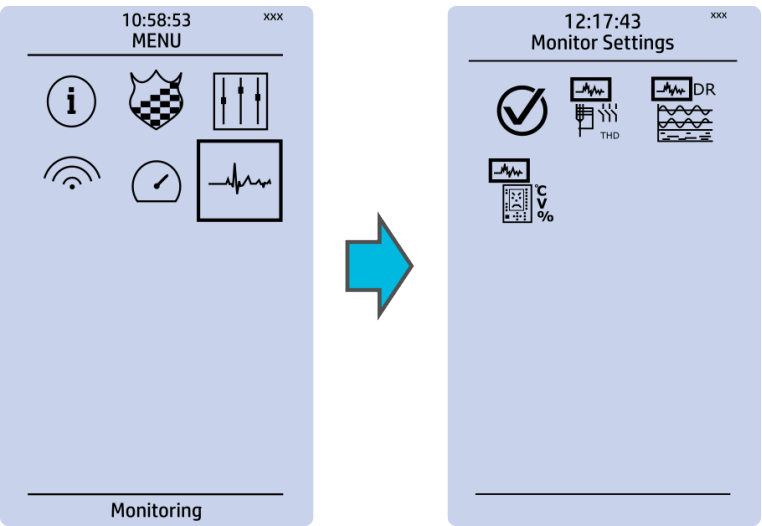 10:58:53 xxx
MENU
i
Monitoring
12:17:43 xxx
Monitor Settings
THD
DR
°C
V
%